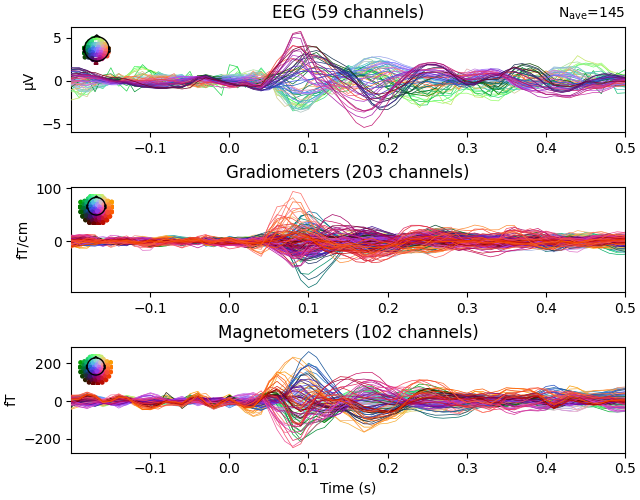 EEG (59 channels)
N_ave=145
5
0
−5
µV
−0.1 0.0 0.1 0.2 0.3 0.4 0.5
Gradiometers (203 channels)
100
0
fT/cm
−0.1 0.0 0.1 0.2 0.3 0.4 0.5
Magnetometers (102 channels)
200
0
−200
fT
−0.1 0.0 0.1 0.2 0.3 0.4 0.5
Time (s)